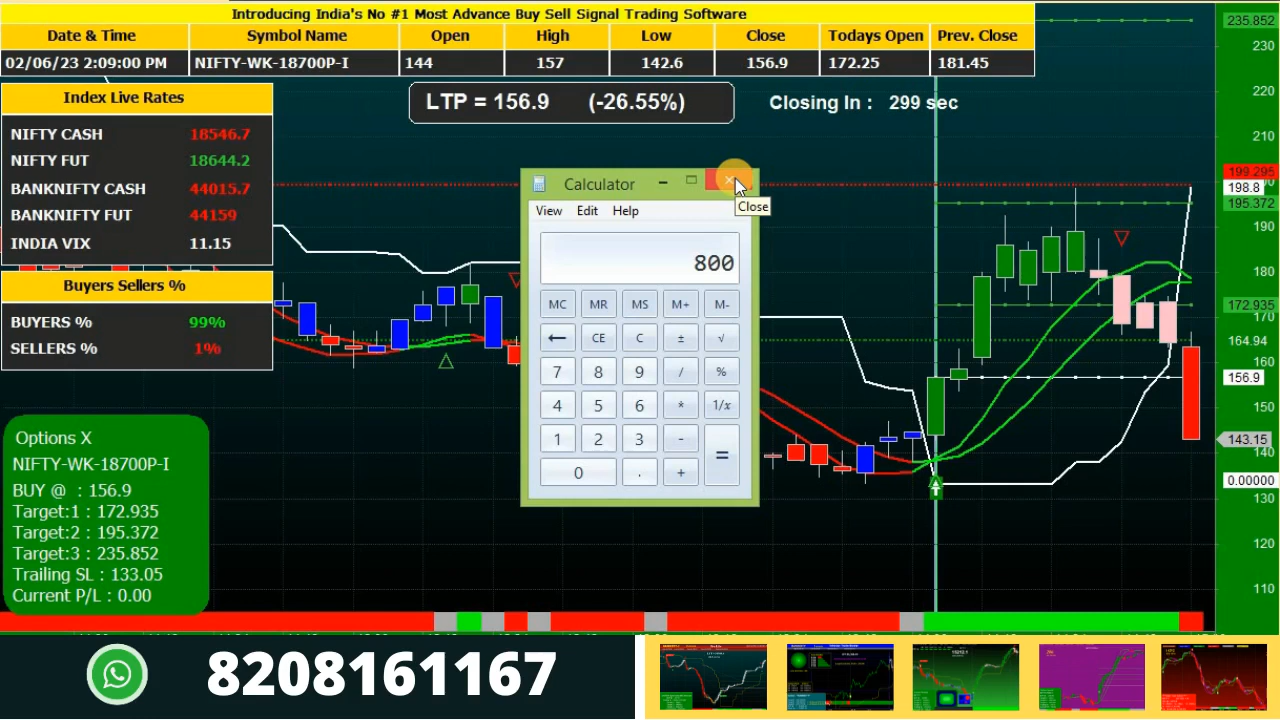 Introducing India's No #1 Most Advance Buy Sell Signal Trading Software
Date & Time Symbol Name Open High Low Close Todays Open Prev. Close
02/06/23 2:09:00 PM NIFTY-WK-18700P-I 144 157 142.6 156.9 172.25 181.45
LTP = 156.9 (-26.55%) Closing In : 299 sec
Index Live Rates
NIFTY CASH 18546.7
NIFTY FUT 18644.2
BANKNIFTY CASH 44015.7
BANKNIFTY FUT 44159
INDIA VIX 11.15
Buyers Sellers %
BUYERS % 99%
SELLERS % 1%
Options X
NIFTY-WK-18700P-I
BUY @ : 156.9
Target:1 : 172.935
Target:2 : 195.372
Target:3 : 235.852
Trailing SL : 133.05
Current P/L : 0.00
Calculator
Close
View Edit Help
800
MC MR MS M+ M-
← CE C ± √
7 8 9 / %
4 5 6 * 1/x
1 2 3 - =
0 . +
235.852
230
220
210
199.295
198.8
195.372
190
180
172.935
170
164.94
156.9
150
143.15
140
0.00000
130
120
110
8208161167